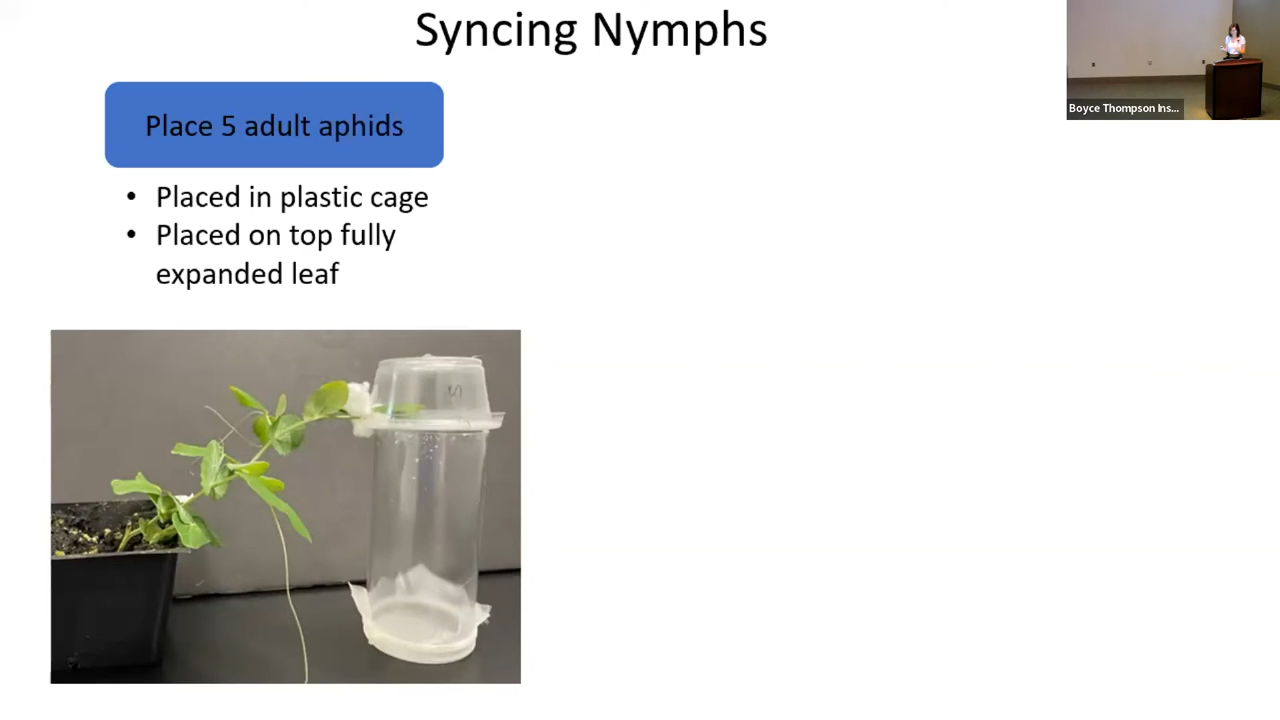 Syncing Nymphs
Place 5 adult aphids
• Placed in plastic cage
• Placed on top fully
expanded leaf
Boyce Thompson Ins...